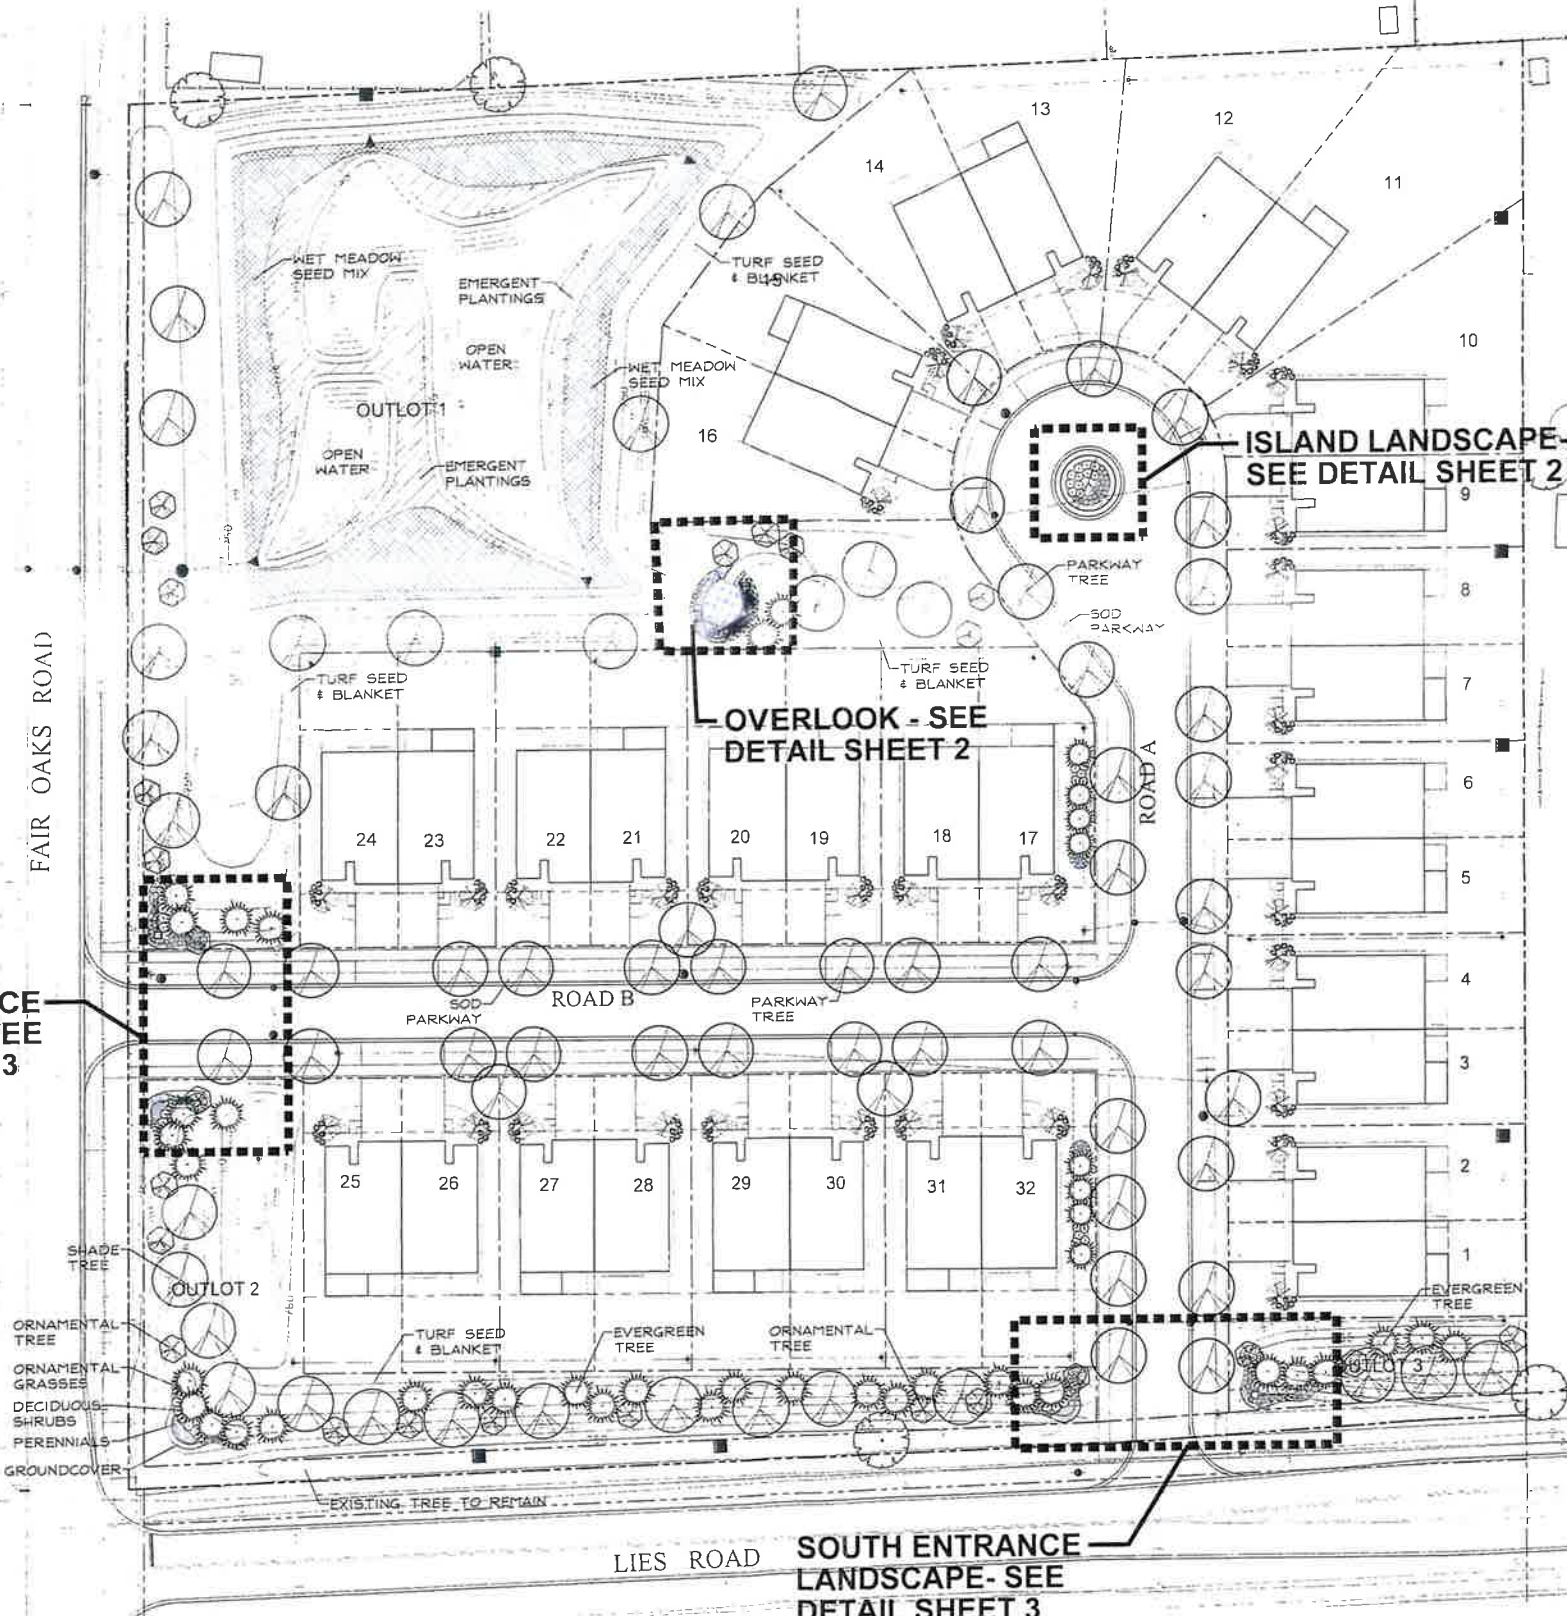 13
12
14
11
WET MEADOW
SEED MIX
TURF SEED
& BLANKET
15
EMERGENT
PLANTINGS
10
OPEN
WATER
WET MEADOW
SEED MIX
OUTLOT 1
16
ISLAND LANDSCAPE-
SEE DETAIL SHEET 2
OPEN
WATER
EMERGENT
PLANTINGS
9
PARKWAY
TREE
8
SOD
PARKWAY
FAIR OAKS ROAD
TURF SEED
& BLANKET
TURF SEED
& BLANKET
7
OVERLOOK - SEE
DETAIL SHEET 2
ROAD A
6
24
23
22
21
20
19
18
17
5
4
CE
EE
3
SOD
PARKWAY
ROAD B
PARKWAY
TREE
3
2
25
26
27
28
29
30
31
32
SHADE
TREE
1
OUTLOT 2
EVERGREEN
TREE
ORNAMENTAL
TREE
TURF SEED
& BLANKET
EVERGREEN
TREE
ORNAMENTAL
TREE
ORNAMENTAL
GRASSES
UTLOT 3
DECIDUOUS
SHRUBS
PERENNIALS
GROUNDCOVER
EXISTING TREE TO REMAIN
LIES ROAD
SOUTH ENTRANCE
LANDSCAPE- SEE
DETAIL SHEET 3